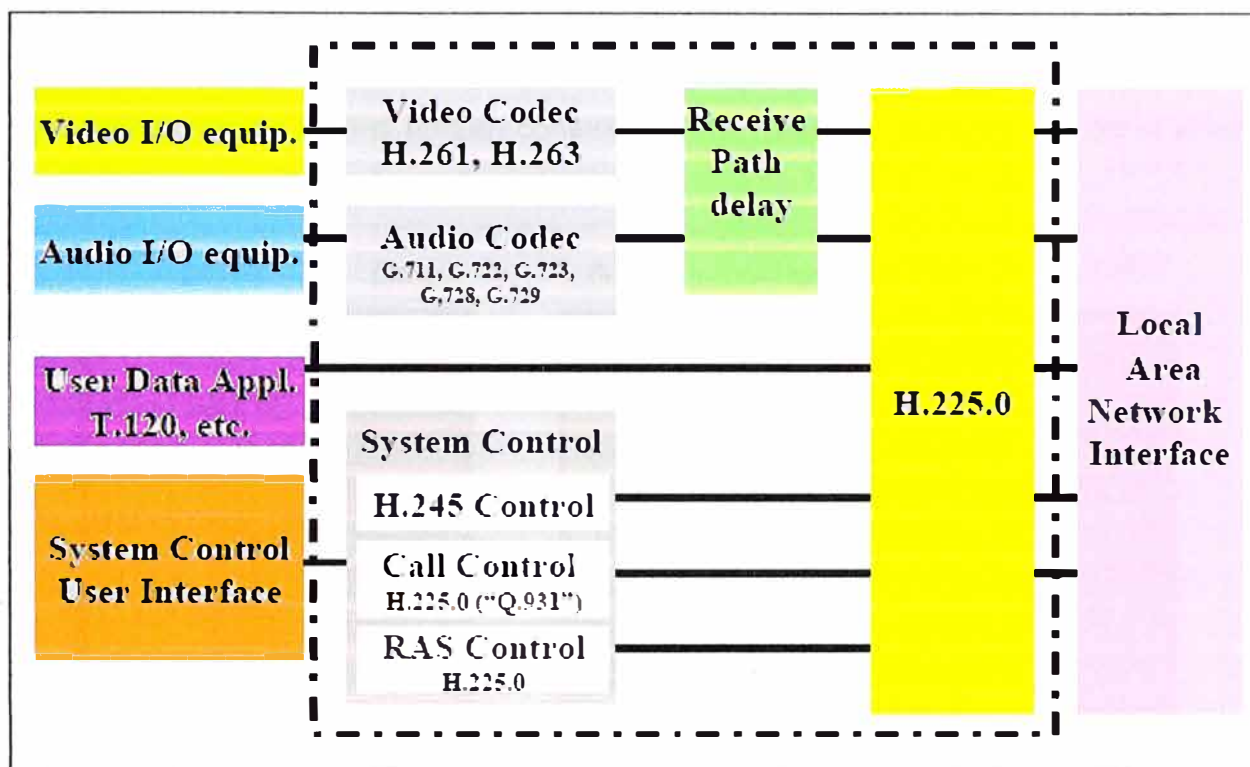 Video I/O equip.
Video Codec
H.261, H.263
Receive
Path
delay
Audio I/O equip.
Audio Codec
G.711, G.722, G.723,
G,728, G.729
User Data Appl.
T.120, etc.
System Control
H.245 Control
System Control
User Interface
Call Control
H.225.0 ("Q.931")
RAS Control
H.225.0
H.225.0
Local
Area
Network
Interface